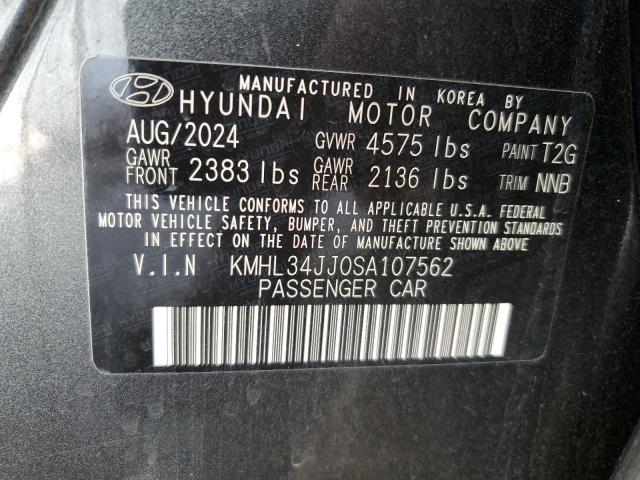 MANUFACTURED IN KOREA BY
HYUNDAI MOTOR COMPANY
AUG/2024 GVWR 4575 lbs PAINT T2G
GAWR FRONT 2383 lbs GAWR REAR 2136 lbs TRIM NNB
THIS VEHICLE CONFORMS TO ALL APPLICABLE U.S.A. FEDERAL
MOTOR VEHICLE SAFETY, BUMPER, AND THEFT PREVENTION STANDARDS
IN EFFECT ON THE DATE OF MANUFACTURE SHOWN ABOVE
V.I.N KMHL34JJ0SA107562
PASSENGER CAR